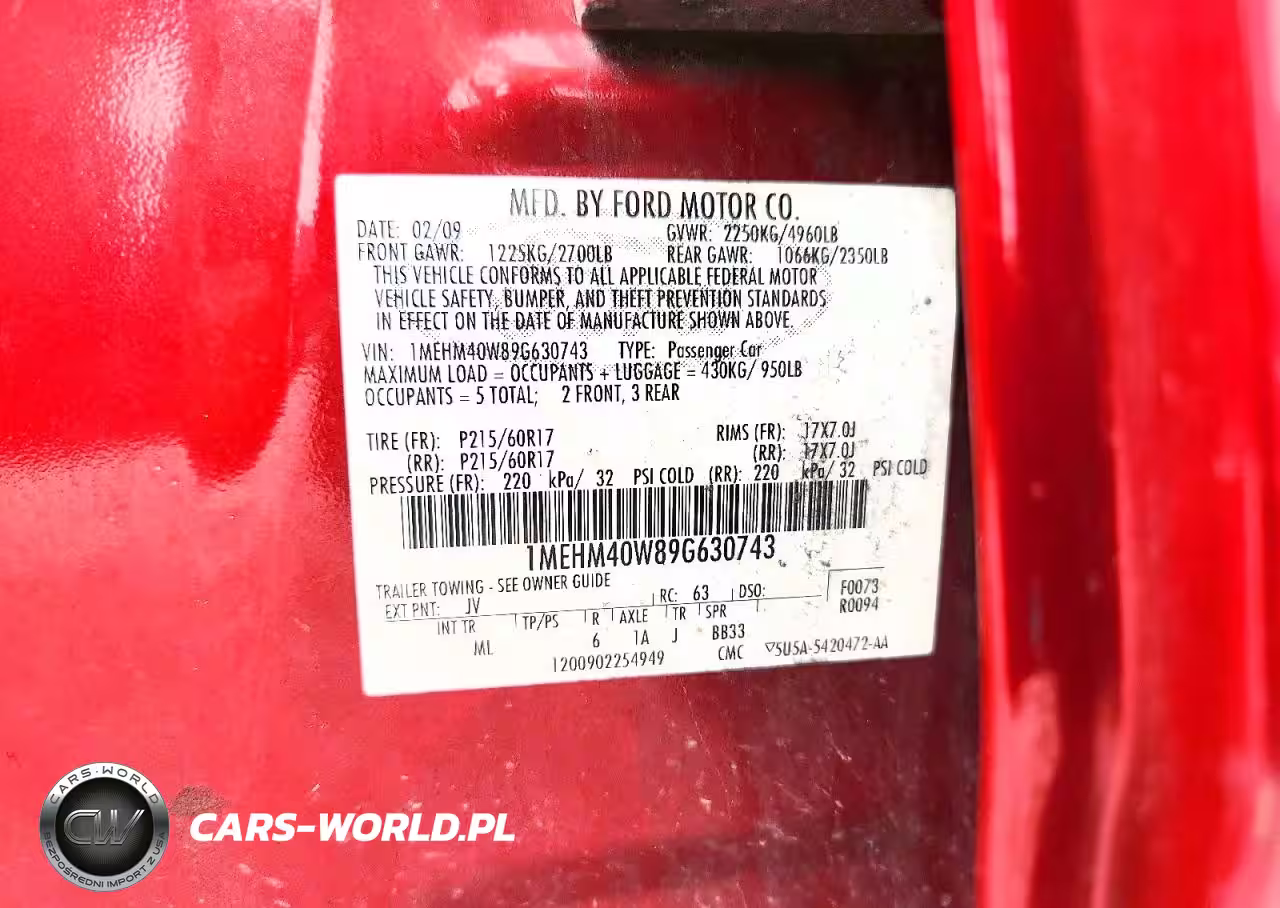 MFD. BY FORD MOTOR CO.
DATE: 02/09 GVWR: 2250KG/4960LB
FRONT GAWR: 1225KG/2700LB REAR GAWR: 1066KG/2350LB
THIS VEHICLE CONFORMS TO ALL APPLICABLE FEDERAL MOTOR
VEHICLE SAFETY, BUMPER, AND THEFT PREVENTION STANDARDS
IN EFFECT ON THE DATE OF MANUFACTURE SHOWN ABOVE.
VIN: 1MEHM40W89G630743 TYPE: Passenger Car
MAXIMUM LOAD = OCCUPANTS + LUGGAGE = 430KG/ 950LB
OCCUPANTS = 5 TOTAL; 2 FRONT, 3 REAR
TIRE (FR): P215/60R17 RIMS (FR): 17X7.0J
(RR): P215/60R17 (RR): 17X7.0J
PRESSURE (FR): 220 kPa/ 32 PSI COLD (RR): 220 kPa/ 32 PSI COLD
1MEHM40W89G630743
TRAILER TOWING - SEE OWNER GUIDE
EXT PNT: JV RC: 63 DSO: F0073
R0094
INT TR TP/PS R AXLE TR SPR
ML 6 1A J BB33
1200902254949 CMC ▽5U5A-5420472-AA
CARS-WORLD
CW
BEZPOŚREDNI IMPORT Z USA
CARS-WORLD.PL